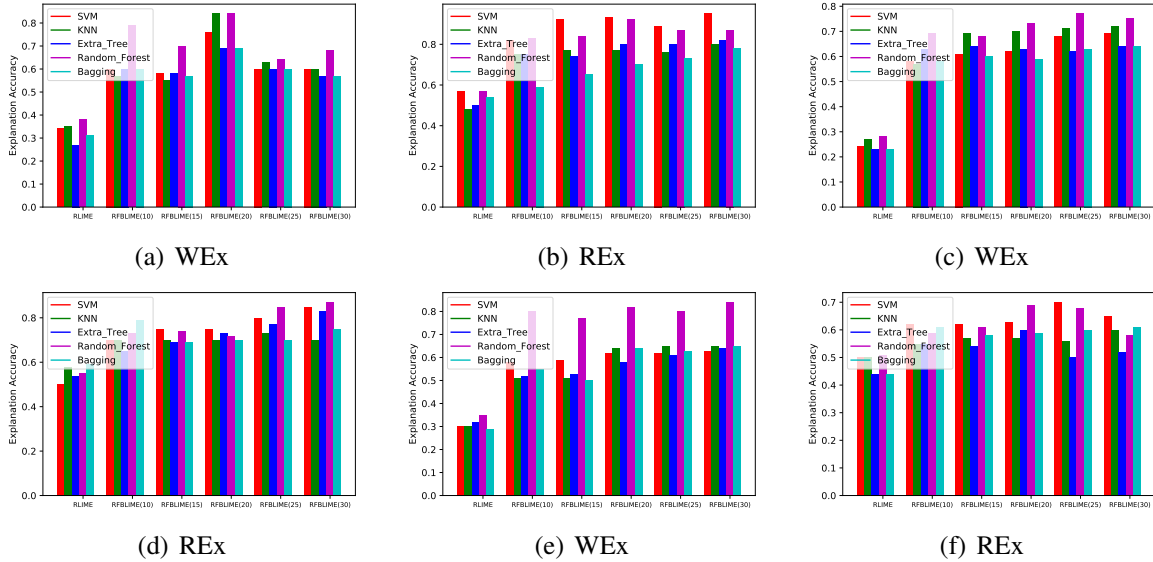 Explanation Accuracy
0.8
0.7
0.6
0.5
0.4
0.3
0.2
0.1
0.0
SVM
KNN
Extra_Tree
Random_Forest
Bagging
RLIME RFBLIME(10) RFBLIME(15) RFBLIME(20) RFBLIME(25) RFBLIME(30)
(a) WEx
Explanation Accuracy
0.8
0.6
0.4
0.2
0.0
SVM
KNN
Extra_Tree
Random_Forest
Bagging
RLIME RFBLIME(10) RFBLIME(15) RFBLIME(20) RFBLIME(25) RFBLIME(30)
(b) REx
Explanation Accuracy
0.8
0.7
0.6
0.5
0.4
0.3
0.2
0.1
0.0
SVM
KNN
Extra_Tree
Random_Forest
Bagging
RLIME RFBLIME(10) RFBLIME(15) RFBLIME(20) RFBLIME(25) RFBLIME(30)
(c) WEx
Explanation Accuracy
0.8
0.6
0.4
0.2
0.0
SVM
KNN
Extra_Tree
Random_Forest
Bagging
RLIME RFBLIME(10) RFBLIME(15) RFBLIME(20) RFBLIME(25) RFBLIME(30)
(d) REx
Explanation Accuracy
0.8
0.7
0.6
0.5
0.4
0.3
0.2
0.1
0.0
SVM
KNN
Extra_Tree
Random_Forest
Bagging
RLIME RFBLIME(10) RFBLIME(15) RFBLIME(20) RFBLIME(25) RFBLIME(30)
(e) WEx
Explanation Accuracy
0.7
0.6
0.5
0.4
0.3
0.2
0.1
0.0
SVM
KNN
Extra_Tree
Random_Forest
Bagging
RLIME RFBLIME(10) RFBLIME(15) RFBLIME(20) RFBLIME(25) RFBLIME(30)
(f) REx